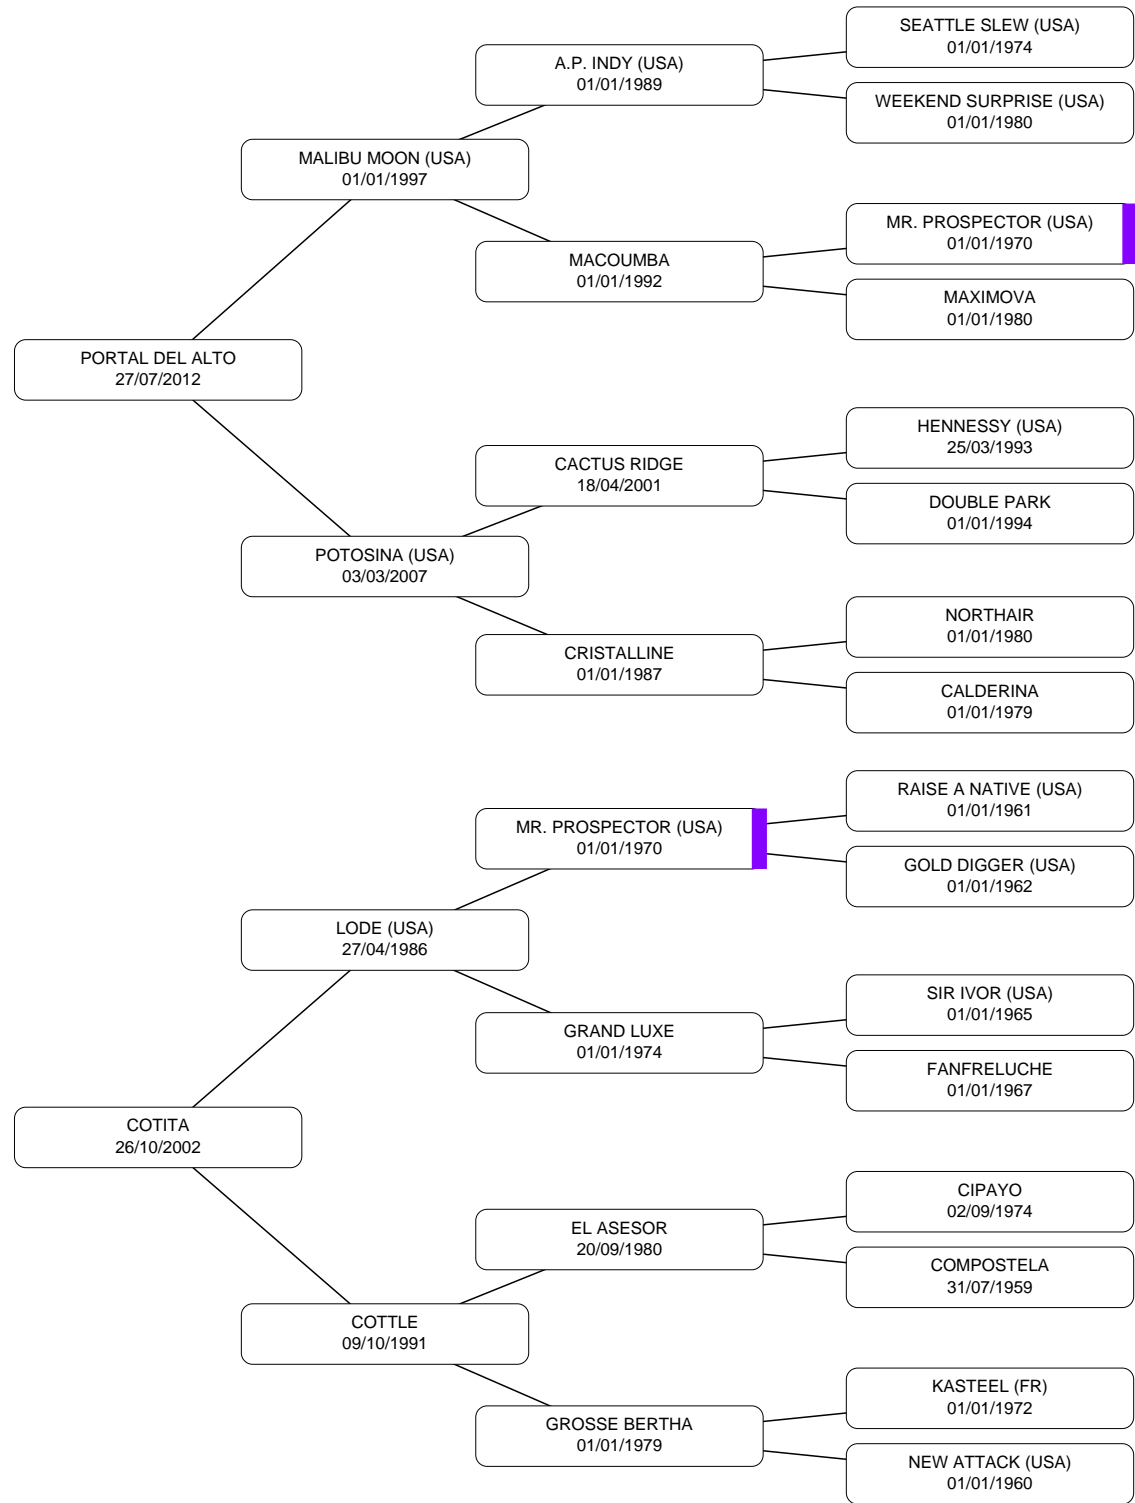 SEATTLE SLEW (USA)
01/01/1974
A.P. INDY (USA)
01/01/1989
WEEKEND SURPRISE (USA)
01/01/1980
MALIBU MOON (USA)
01/01/1997
MR. PROSPECTOR (USA)
01/01/1970
MACOUMBA
01/01/1992
MAXIMOVA
01/01/1980
PORTAL DEL ALTO
27/07/2012
HENNESSY (USA)
25/03/1993
CACTUS RIDGE
18/04/2001
DOUBLE PARK
01/01/1994
POTOSINA (USA)
03/03/2007
NORTHAIR
01/01/1980
CRISTALLINE
01/01/1987
CALDERINA
01/01/1979
RAISE A NATIVE (USA)
01/01/1961
MR. PROSPECTOR (USA)
01/01/1970
GOLD DIGGER (USA)
01/01/1962
LODE (USA)
27/04/1986
SIR IVOR (USA)
01/01/1965
GRAND LUXE
01/01/1974
FANFRELUCHE
01/01/1967
COTITA
26/10/2002
CIPAYO
02/09/1974
EL ASESOR
20/09/1980
COMPOSTELA
31/07/1959
COTTLE
09/10/1991
KASTEEL (FR)
01/01/1972
GROSSE BERTHA
01/01/1979
NEW ATTACK (USA)
01/01/1960